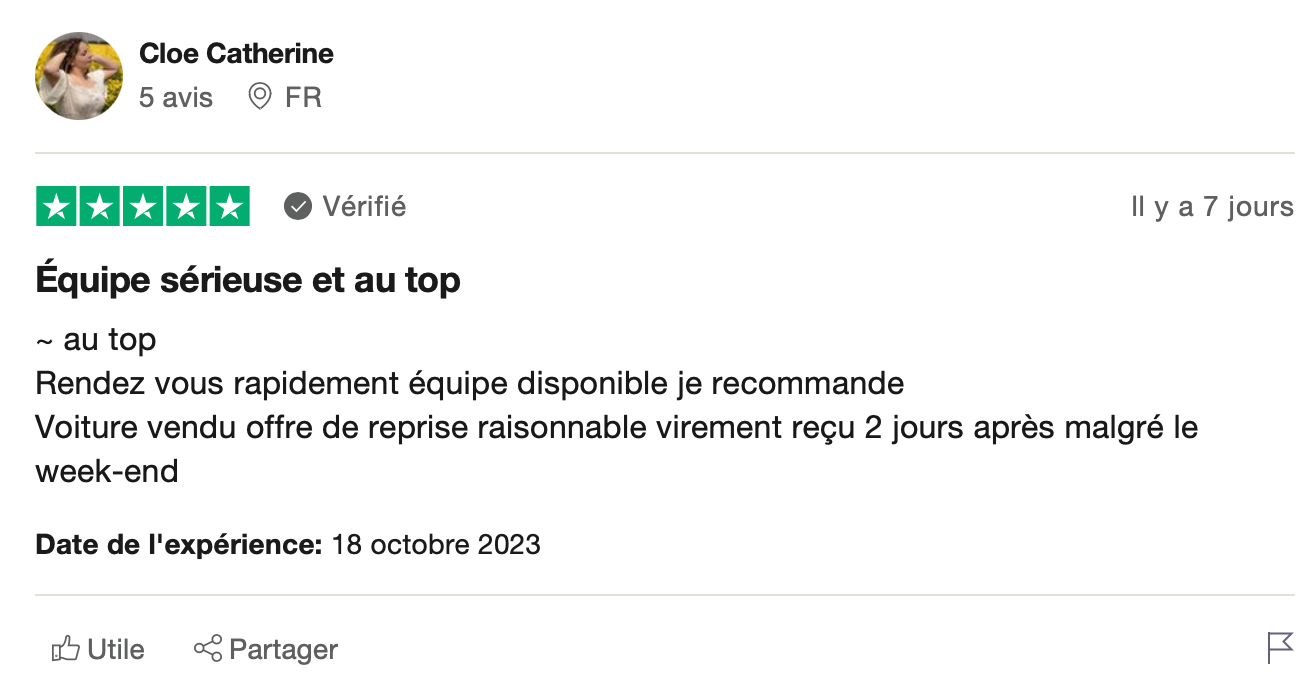 Cloe Catherine
5 avis FR
Vérifié Il y a 7 jours
Équipe sérieuse et au top
~ au top
Rendez vous rapidement équipe disponible je recommande
Voiture vendu offre de reprise raisonnable virement reçu 2 jours après malgré le
week-end
Date de l'expérience: 18 octobre 2023
Utile Partager